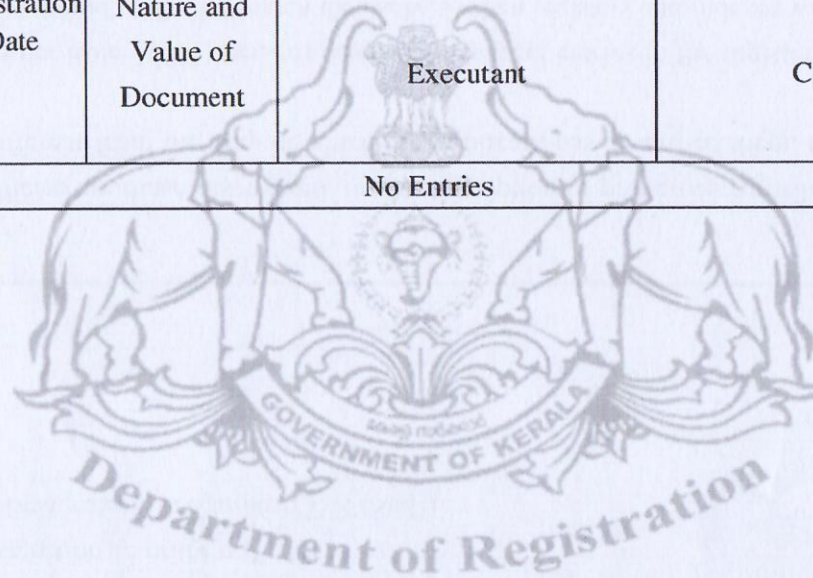 stration
Date
Nature and
Value of
Document
Executant
C
No Entries
GOVERNMENT OF KERALA
Department of Registration